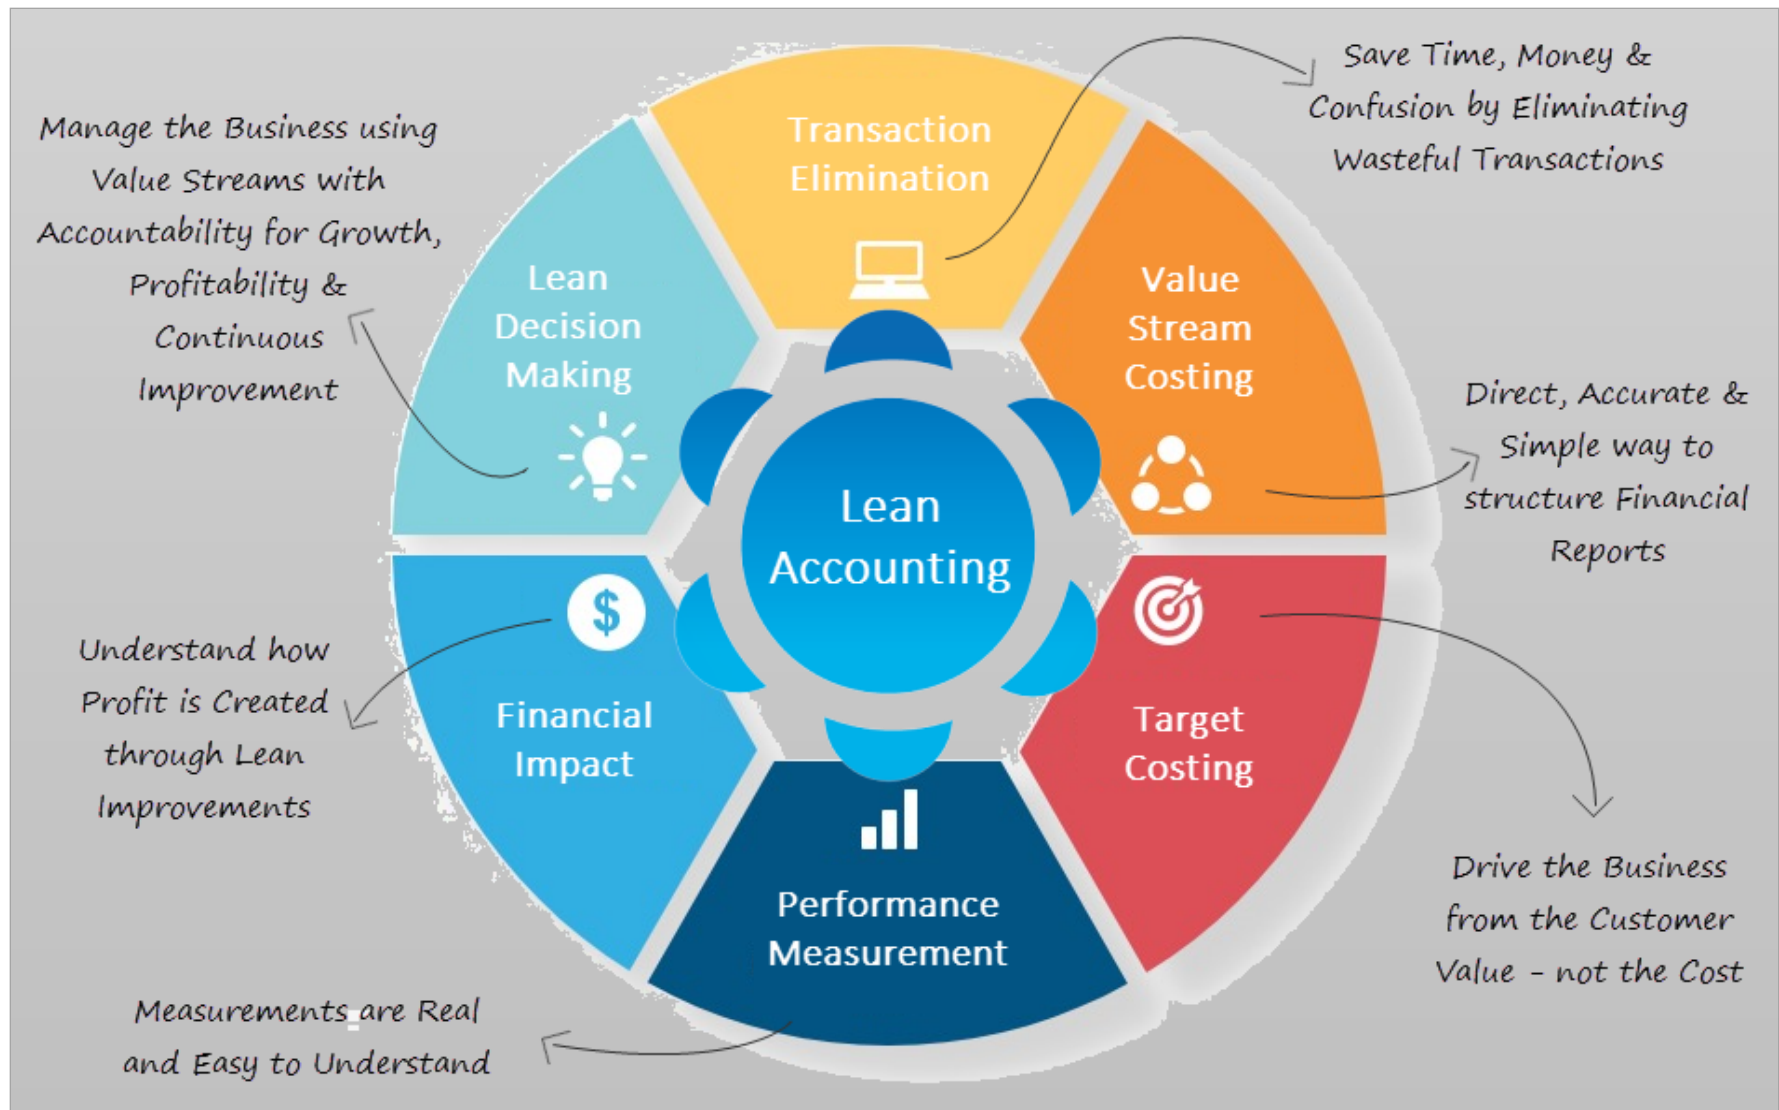 Transaction
Elimination
Save Time, Money &
Confusion by Eliminating
Wasteful Transactions
Value
Stream
Costing
Direct, Accurate &
Simple way to
structure Financial
Reports
Target
Costing
Drive the Business
from the Customer
Value - not the Cost
Performance
Measurement
Measurements are Real
and Easy to Understand
$
Financial
Impact
Understand how
Profit is Created
through Lean
Improvements
Lean
Decision
Making
Manage the Business using
Value Streams with
Accountability for Growth,
Profitability &
Continuous
Improvement
Lean
Accounting